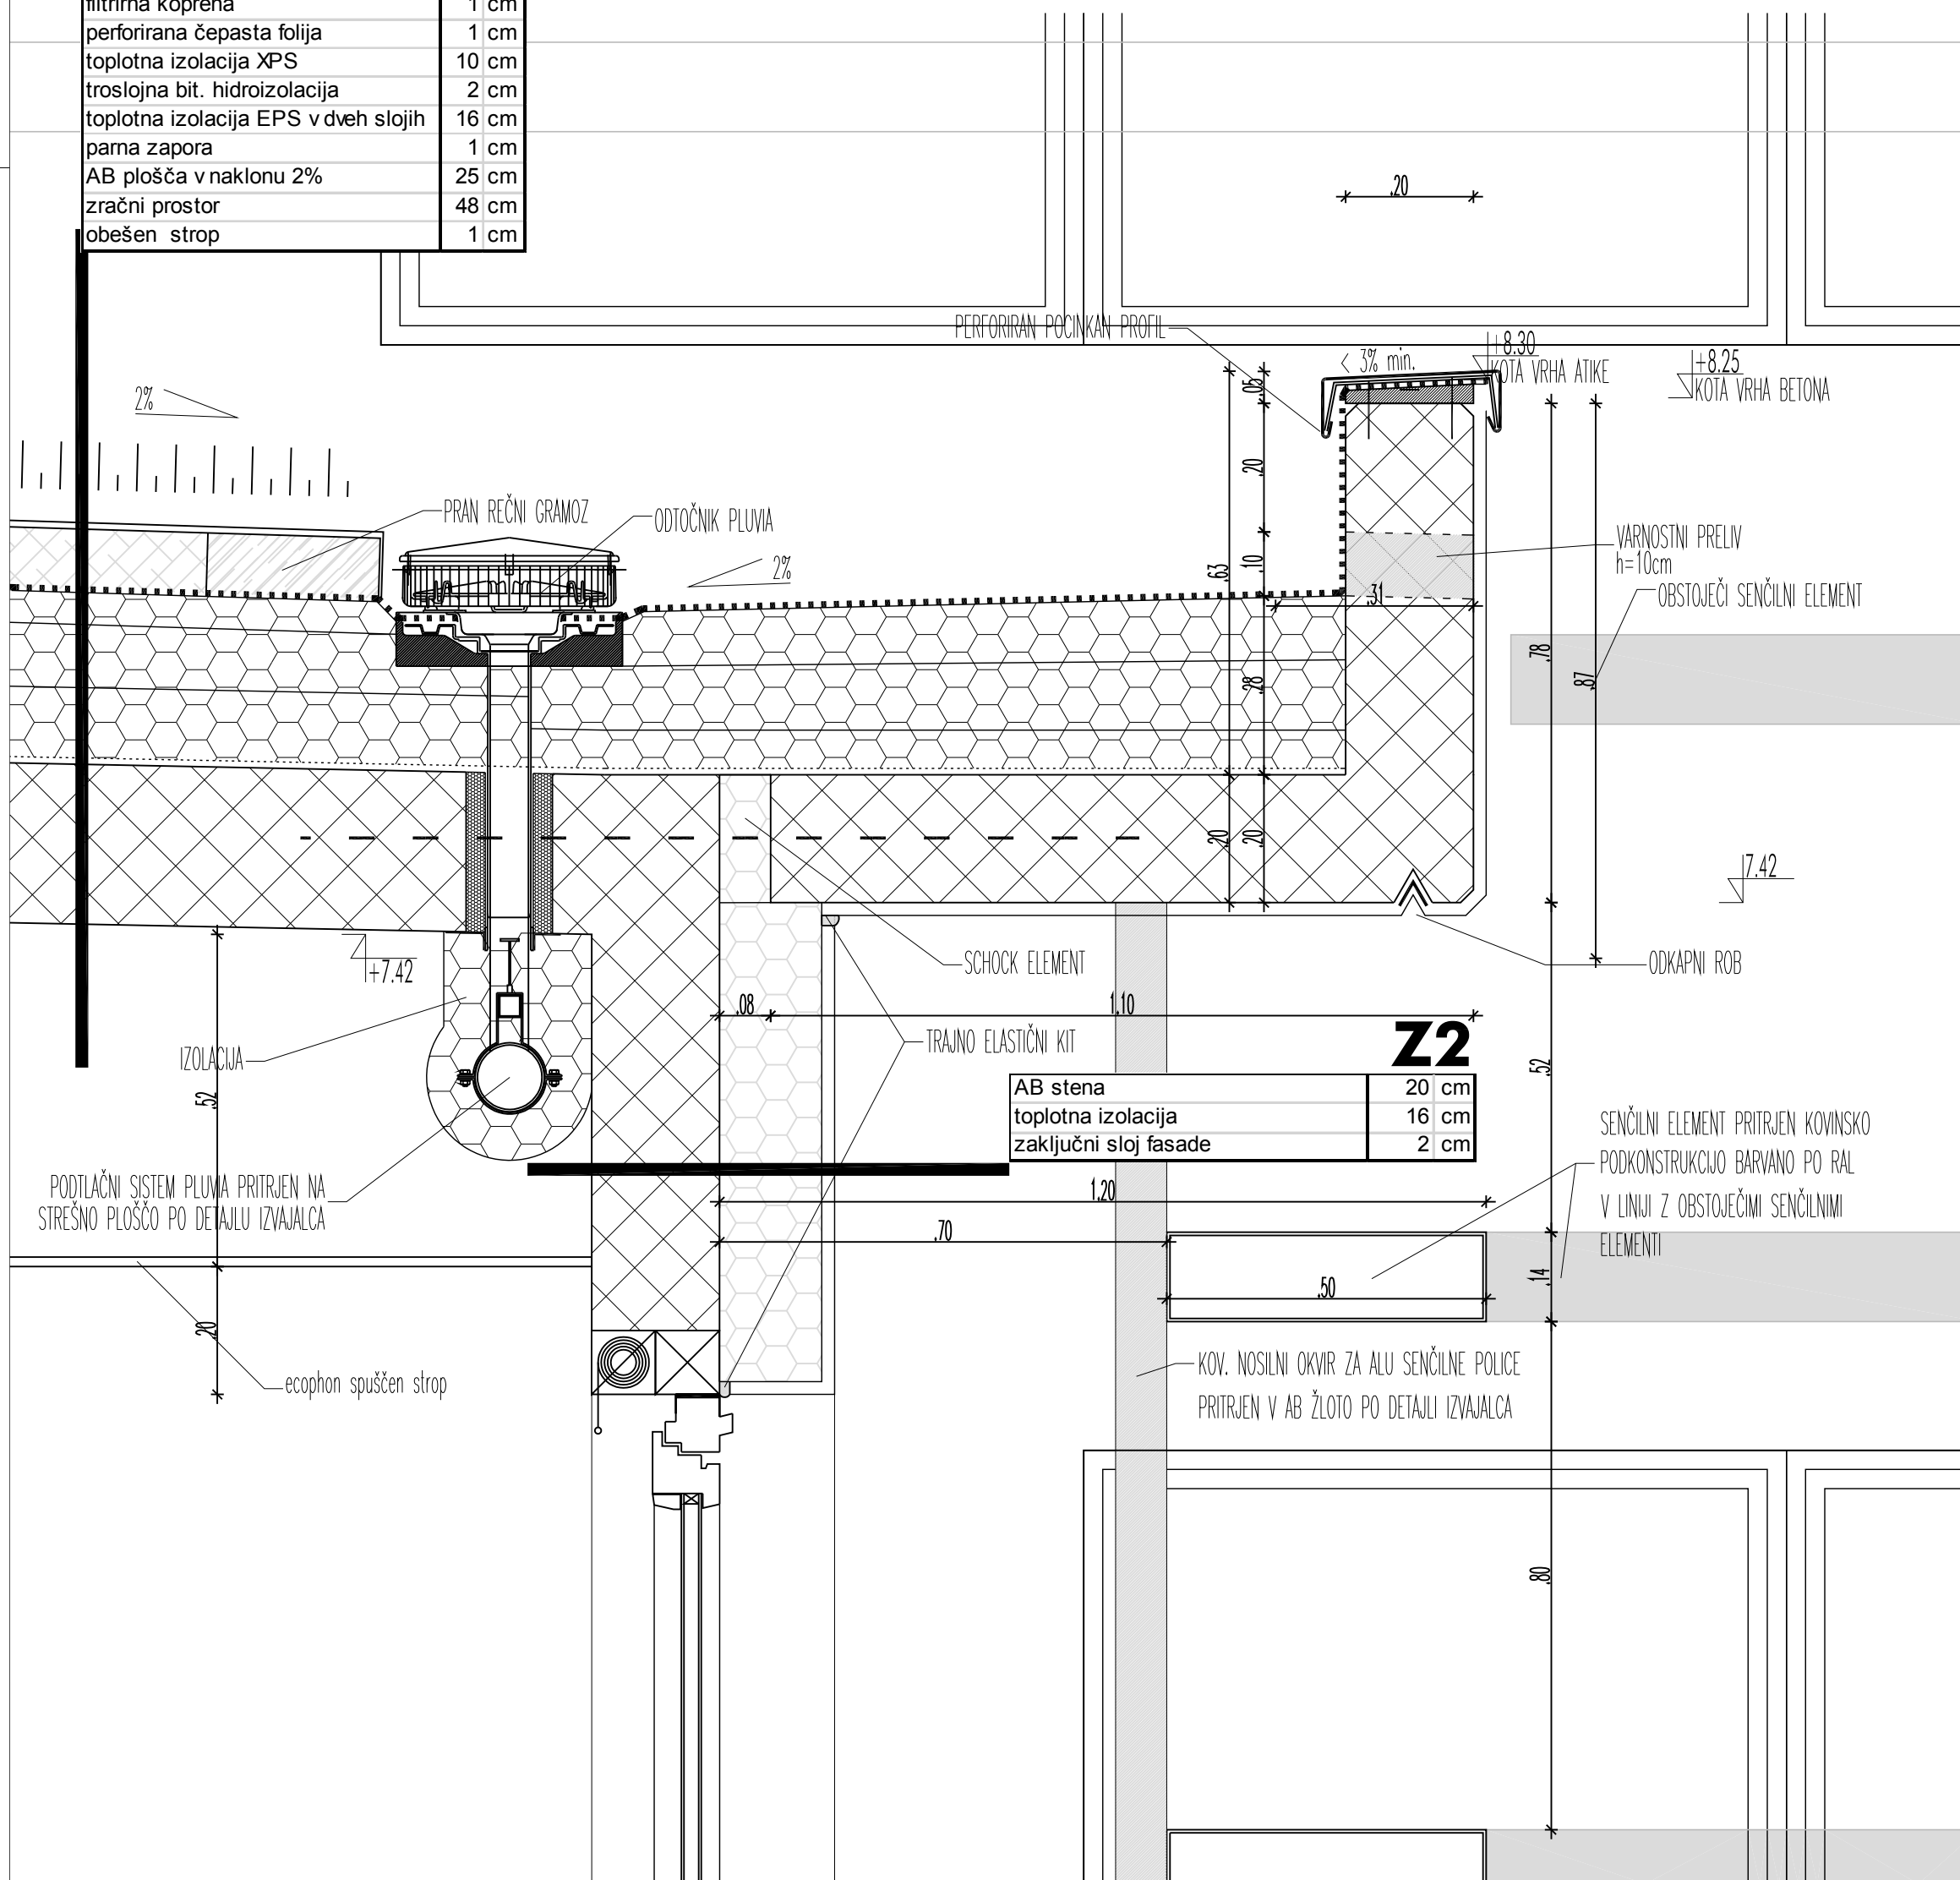 filtrirna koprena 1 cm
perforirana čepasta folija 1 cm
toplotna izolacija XPS 10 cm
troslojna bit. hidroizolacija 2 cm
toplotna izolacija EPS v dveh slojih 16 cm
parna zapora 1 cm
AB plošča v naklonu 2% 25 cm
zračni prostor 48 cm
obešen strop 1 cm
.20
PERFORIRAN POCINKAN PROFIL
< 3% min.
+8.30
KOTA VRHA ATIKE
+8.25
KOTA VRHA BETONA
2%
.05
.20
PRAN REČNI GRAMOZ
ODTOČNIK PLUVIA
2%
.63
.10
.31
VARNOSTNI PRELIV
h=10cm
OBSTOJEČI SENČILNI ELEMENT
.78
.87
.28
.20
.20
7.42
+7.42
SCHOCK ELEMENT
ODKAPNI ROB
.08
1.10
IZOLACIJA
TRAJNO ELASTIČNI KIT
.52
.52
Z2
AB stena 20 cm
toplotna izolacija 16 cm
zaključni sloj fasade 2 cm
SENČILNI ELEMENT PRITRJEN KOVINSKO
PODKONSTRUKCIJO BARVANO PO RAL
V LINIJI Z OBSTOJEČIMI SENČILNIMI
ELEMENTI
PODTLAČNI SISTEM PLUVIA PRITRJEN NA
STREŠNO PLOŠČO PO DETAJLU IZVAJALCA
1.20
.70
.50
.14
.20
ecophon spuščen strop
KOV. NOSILNI OKVIR ZA ALU SENČILNE POLICE
PRITRJEN V AB ŽLOTO PO DETAJLI IZVAJALCA
.80